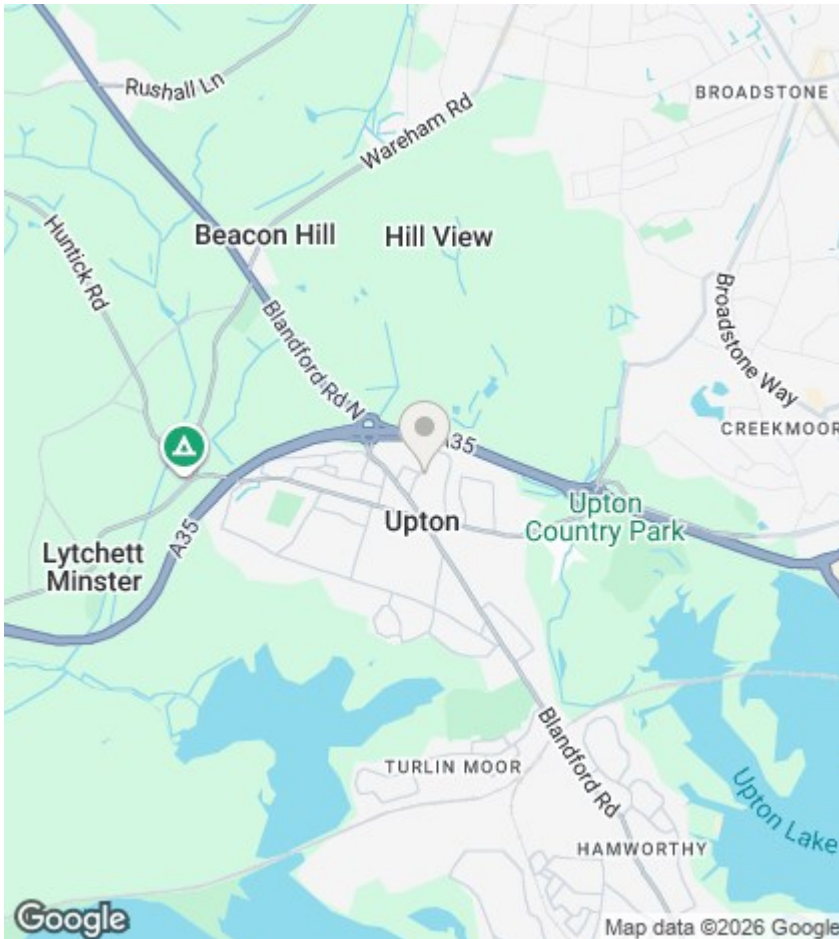 Rushall Ln
BROADSTONE
Wareham Rd
Beacon Hill
Hill View
Huntick Rd
Blandford Rd N
Broadstone Way
CREEKMOOR
A35
Upton
Upton
Country Park
Lytchett
Minster
A35
TURLIN MOOR
Blandford Rd
Upton Lake
HAMWORTHY
Google
Map data ©2026 Google